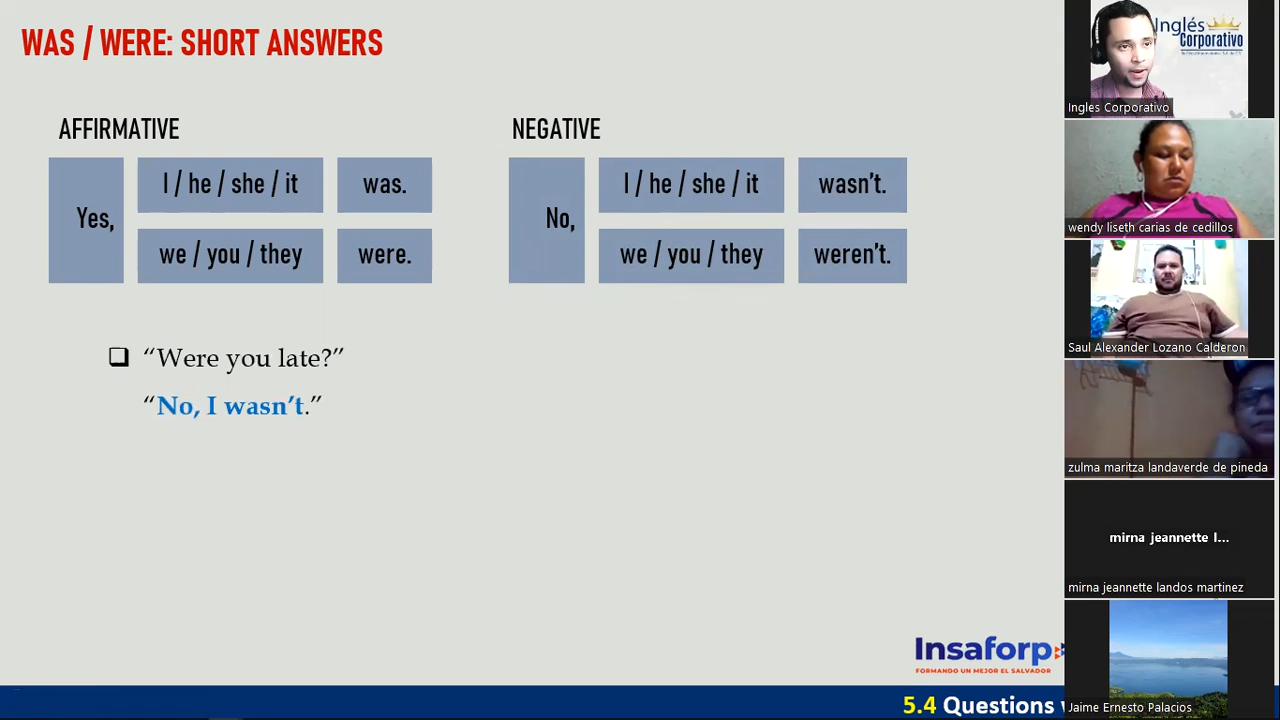 WAS / WERE: SHORT ANSWERS
AFFIRMATIVE
Yes,
I / he / she / it
was.
we / you / they
were.
NEGATIVE
No,
I / he / she / it
wasn't.
we / you / they
weren't.
“Were you late?”
“No, I wasn't.”
Insaforp
FORMANDO UN MEJOR EL SALVADOR
5.4 Questions
Inglés
Corporativo
Ingles Corporativo
wendy liseth carias de cedillos
Saul Alexander Lozano Calderon
zulma maritza landaverde de pineda
mirna jeannette l...
mirna jeannette landos martinez
Jaime Ernesto Palacios